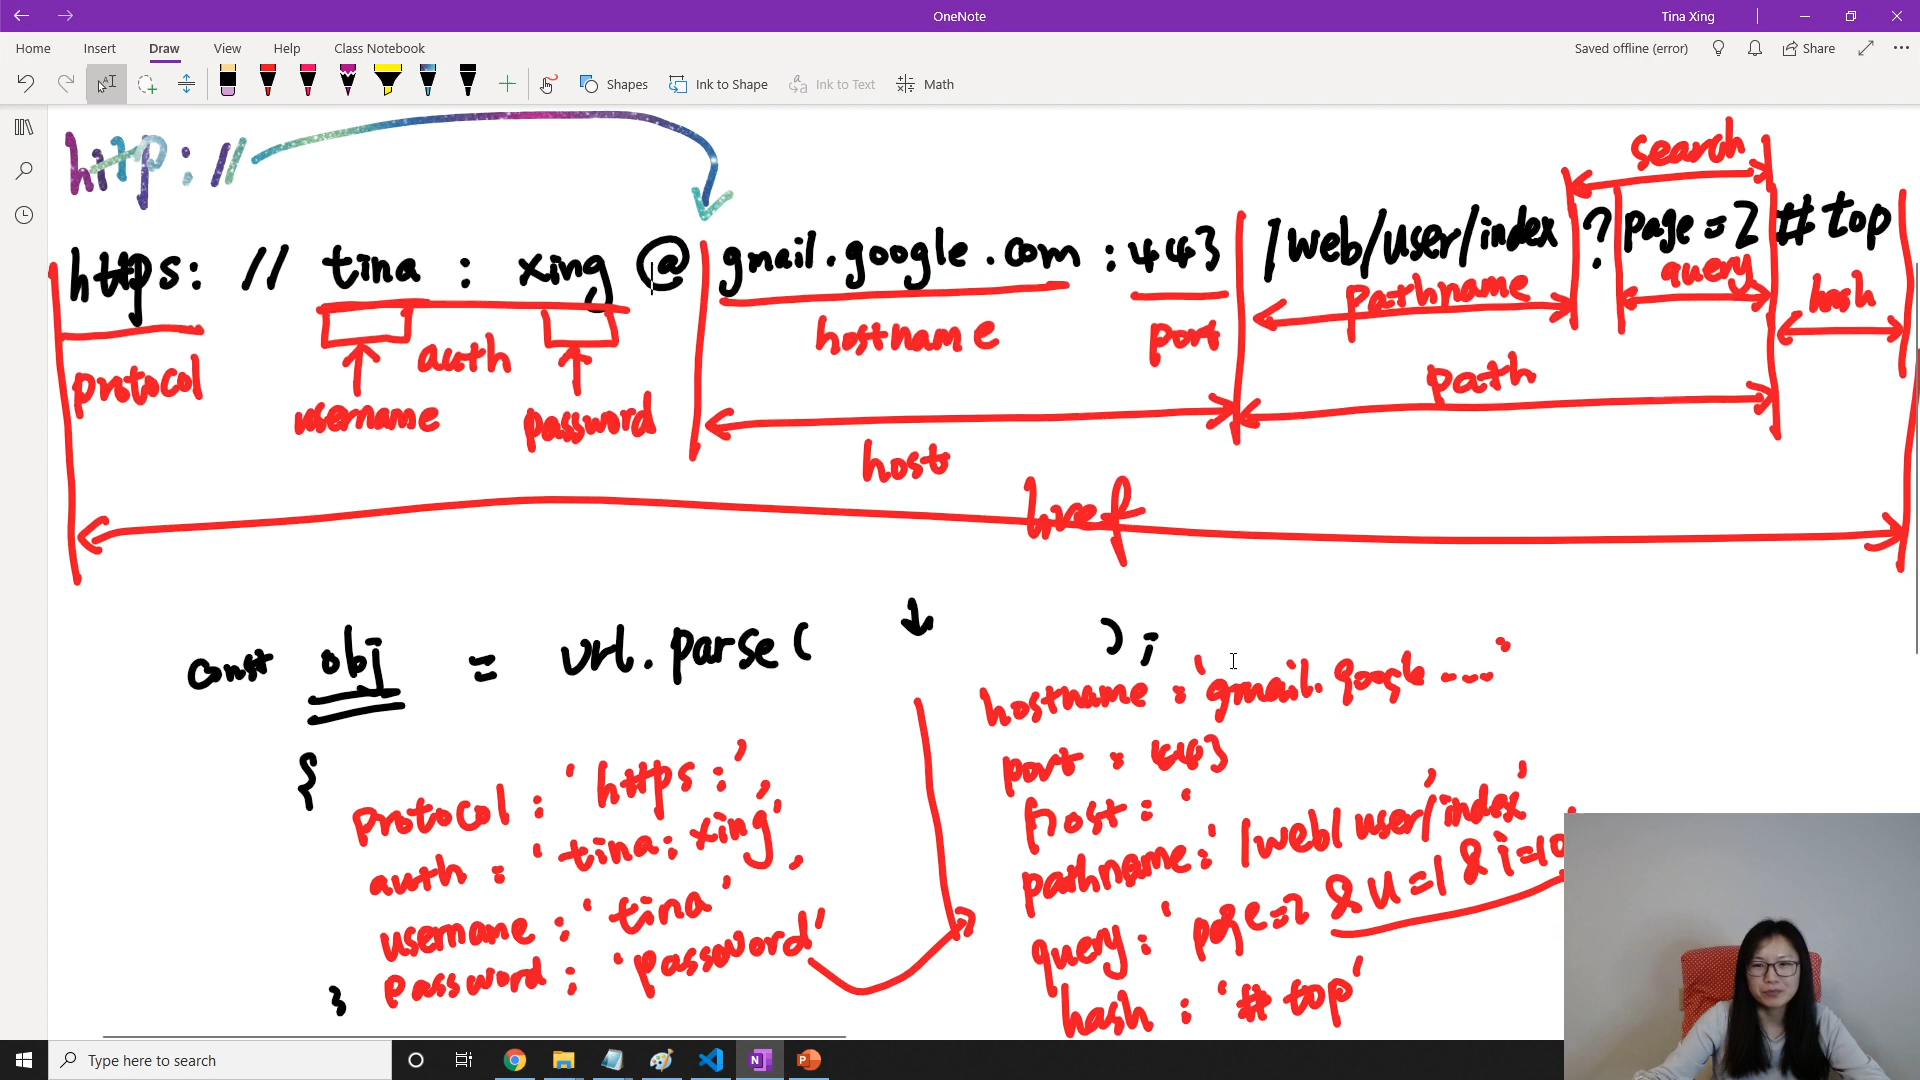 OneNote
Tina Xing
Home Insert Draw View Help Class Notebook
Saved offline (error) Share
Shapes Ink to Shape Ink to Text Math
http://
search
https: // tina : xing @ gmail.google.com :443 /web/user/index ? page=2 #top
pathname query hash
protocol auth hostname port
username password path
host
href
const obj = url.parse( );
{
protocol: 'https:',
auth: 'tina:xing',
username: 'tina'
password: 'password'
}
hostname: 'gmail.google ...'
port: 443
host: '
pathname: '/web/user/index'
query: 'page=2 &u=1 &i=10
hash: '#top'
Type here to search